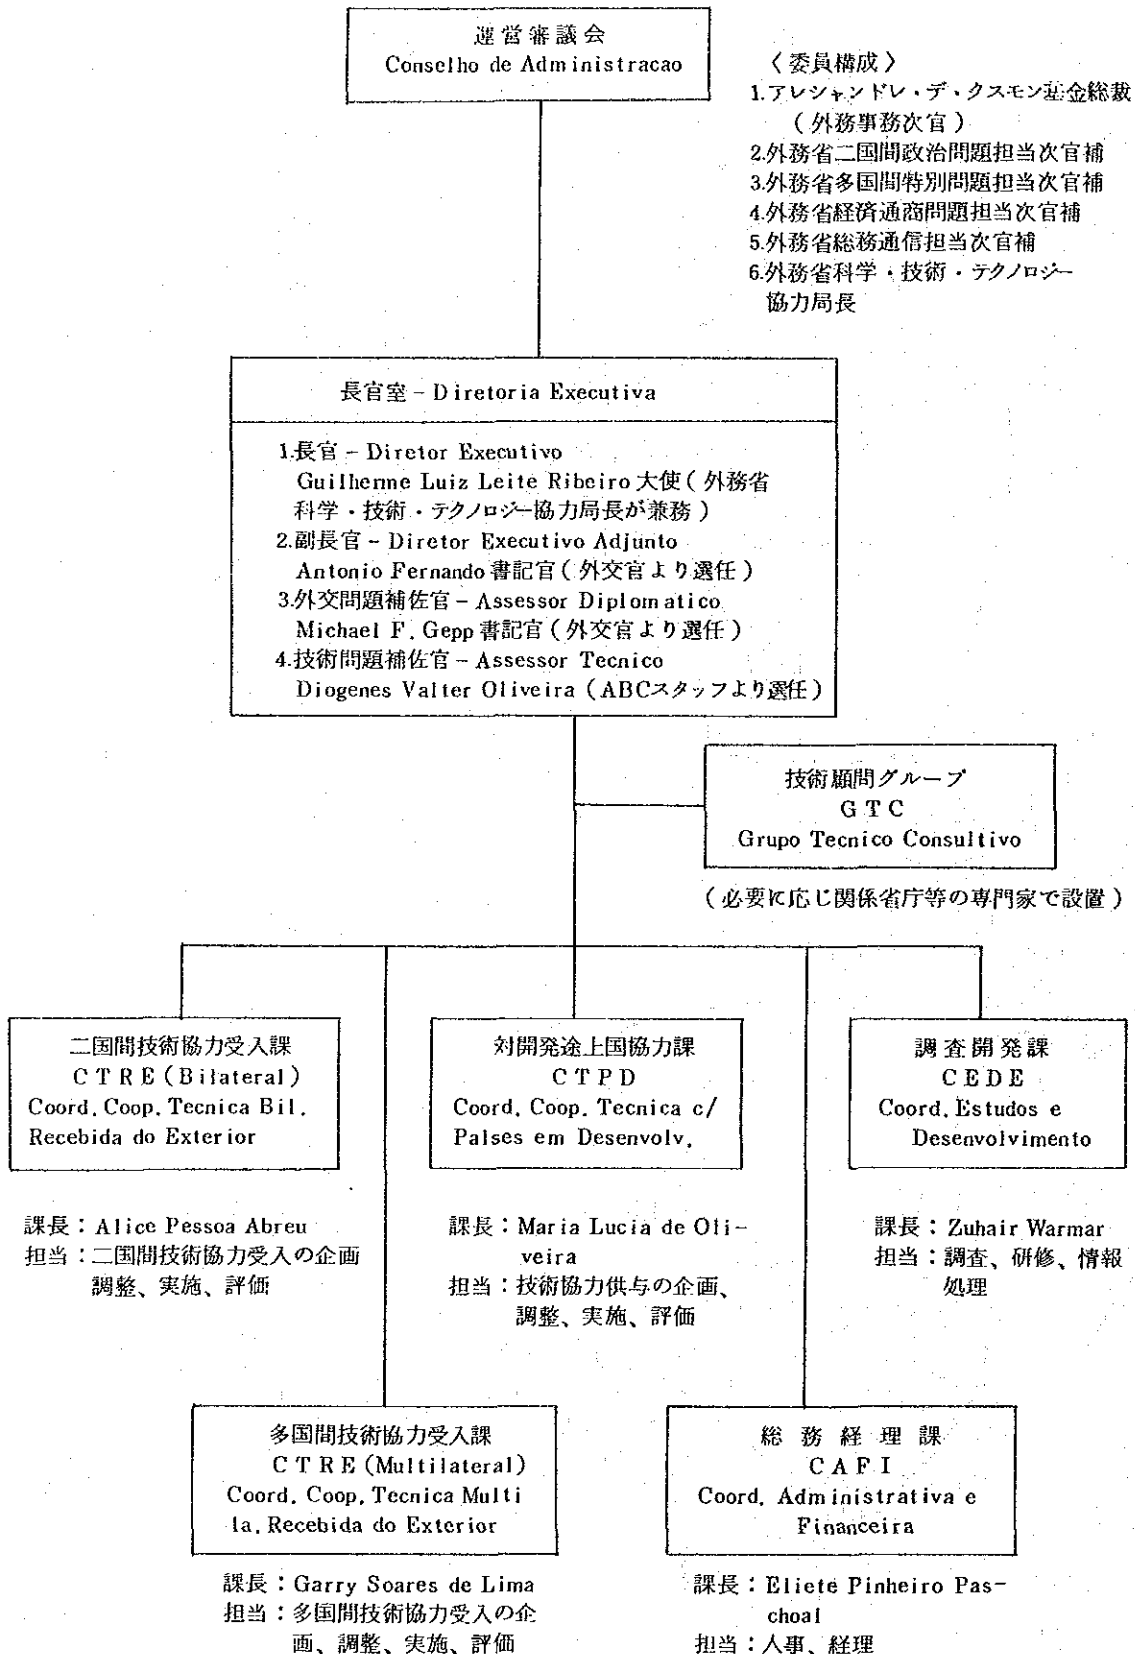 運営審議会
Conselho de Administracao
〈委員構成〉
1.アレシャンドレ・デ・クスモン基金総裁
（外務事務次官）
2.外務省二国間政治問題担当次官補
3.外務省多国間特別問題担当次官補
4.外務省経済通商問題担当次官補
5.外務省総務通信担当次官補
6.外務省科学・技術・テクノロジー
協力局長
長官室 – Diretoria Executiva
1.長官 – Diretor Executivo
Guilherme Luiz Leite Ribeiro 大使（外務省
科学・技術・テクノロジー協力局長が兼務）
2.副長官 – Diretor Executivo Adjunto
Antonio Fernando 書記官（外交官より選任）
3.外交問題補佐官 – Assessor Diplomatico
Michael F. Gepp 書記官（外交官より選任）
4.技術問題補佐官 – Assessor Tecnico
Diogenes Valter Oliveira（ABCスタッフより選任）
技術顧問グループ
GTC
Grupo Tecnico Consultivo
（必要に応じ関係省庁等の専門家で設置）
二国間技術協力受入課
CTRE (Bilateral)
Coord. Coop. Tecnica Bil.
Recebida do Exterior
課長：Alice Pessoa Abreu
担当：二国間技術協力受入の企画
調整、実施、評価
対開発途上国協力課
CTPD
Coord. Coop. Tecnica c/
Palses em Desenvolv.
課長：Maria Lucia de Oli-
veira
担当：技術協力供与の企画、
調整、実施、評価
調査開発課
CEDE
Coord. Estudos e
Desenvolvimento
課長：Zuhair Warmar
担当：調査、研修、情報
処理
多国間技術協力受入課
CTRE (Multilateral)
Coord. Coop. Tecnica Multi
la. Recebida do Exterior
課長：Garry Soares de Lima
担当：多国間技術協力受入の企
画、調整、実施、評価
総務経理課
CAFI
Coord. Administrativa e
Financeira
課長：Eliete Pinheiro Pas-
choal
担当：人事、経理